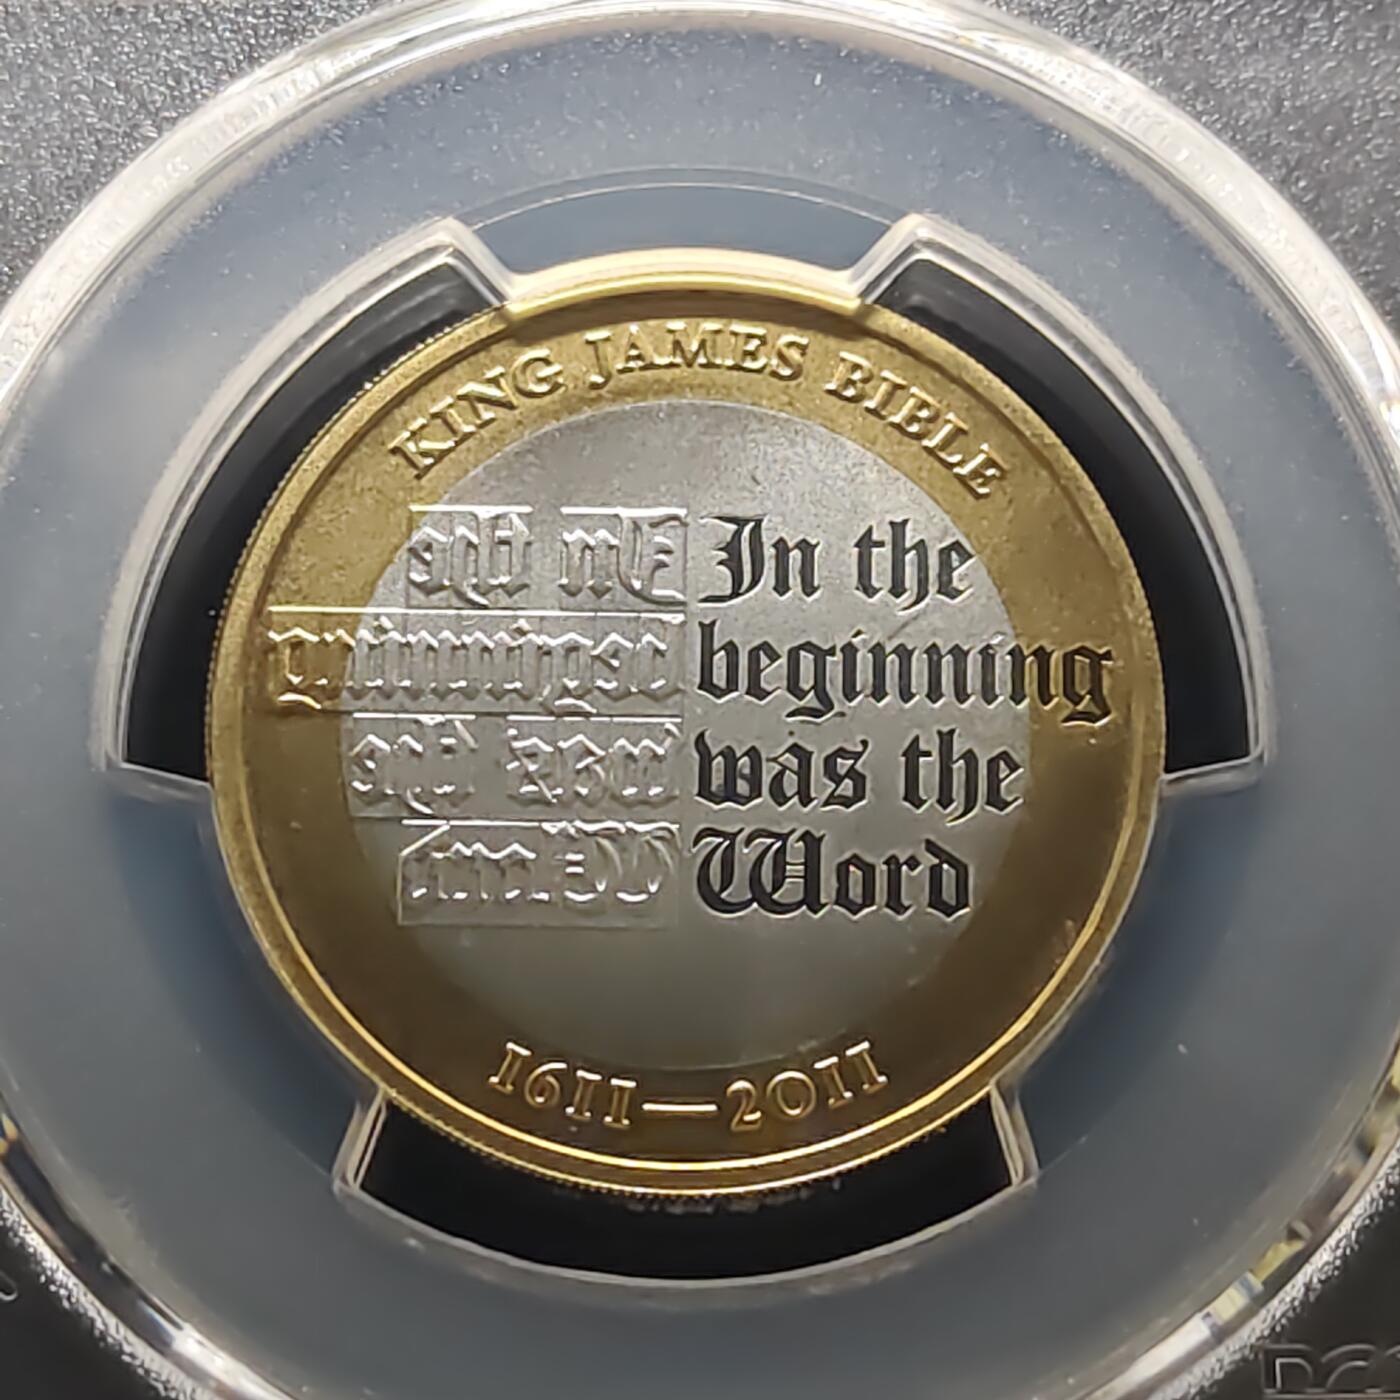 KING JAMES BIBLE
In the
beginning
was the
Word
1611—2011